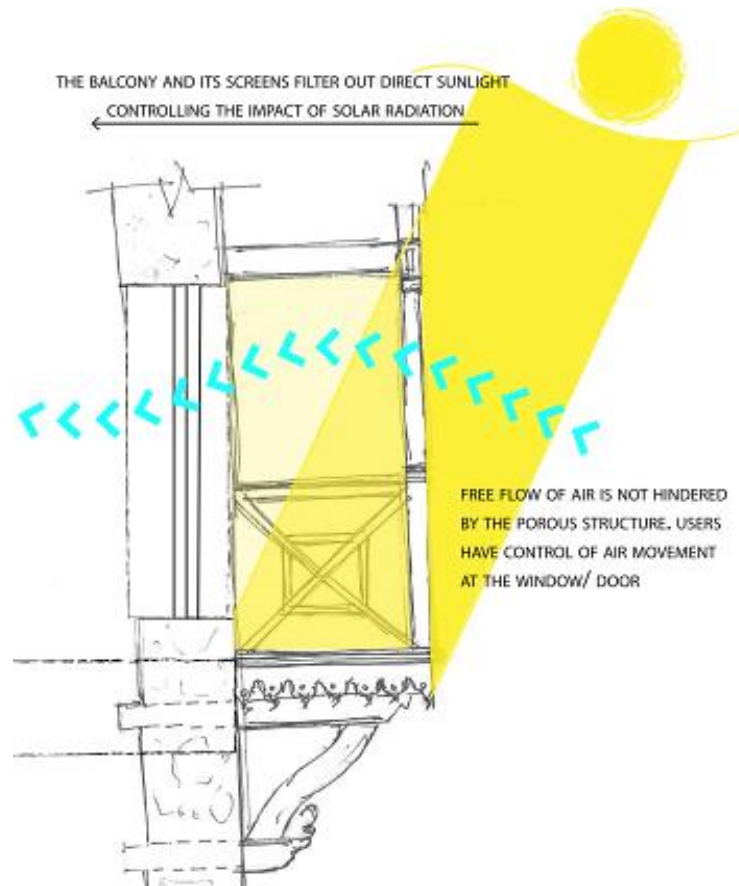 THE BALCONY AND ITS SCREENS FILTER OUT DIRECT SUNLIGHT
CONTROLLING THE IMPACT OF SOLAR RADIATION
FREE FLOW OF AIR IS NOT HINDERED
BY THE POROUS STRUCTURE. USERS
HAVE CONTROL OF AIR MOVEMENT
AT THE WINDOW/ DOOR